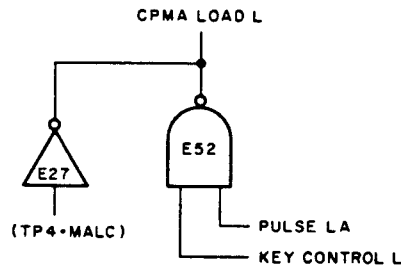 CPMA LOAD L
E52
E27
(TP4•MALC)
PULSE LA
KEY CONTROL L